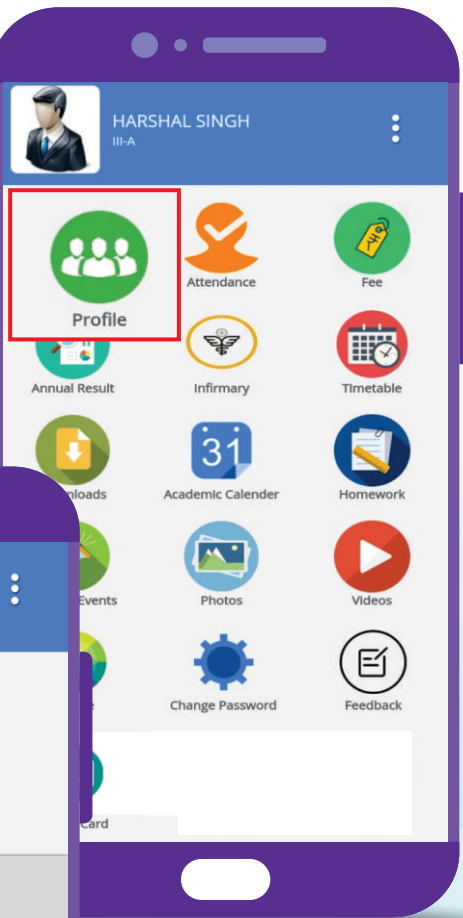 HARSHAL SINGH
III-A
Profile
Attendance
Fee
Annual Result
Infirmary
Timetable
31
Academic Calender
Homework
Events
Photos
Videos
Change Password
Feedback
Card